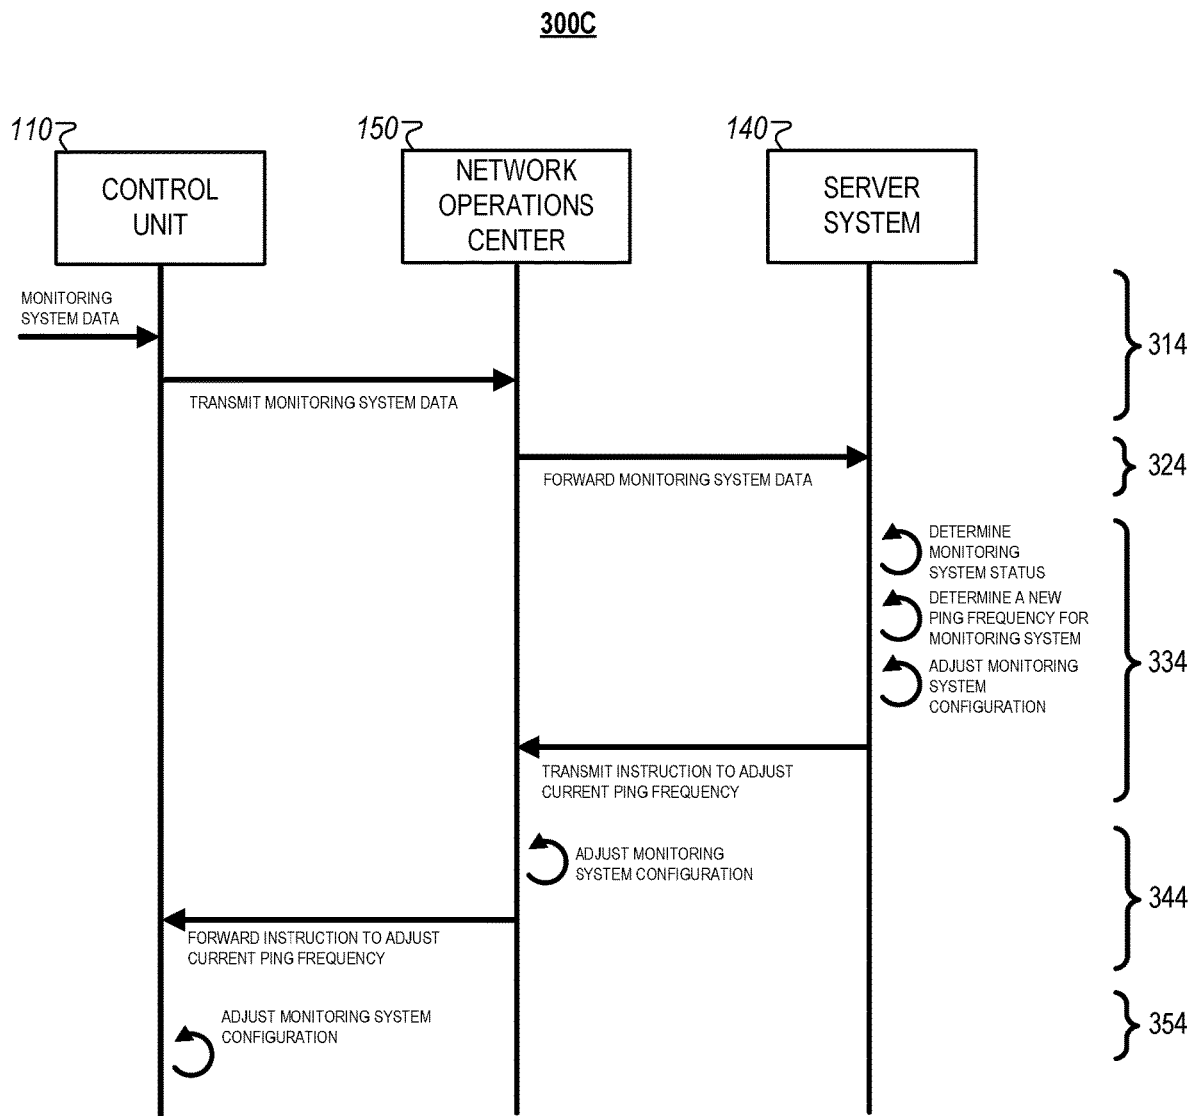 300C
110
150
140
CONTROL
UNIT
NETWORK
OPERATIONS
CENTER
SERVER
SYSTEM
MONITORING
SYSTEM DATA
314
TRANSMIT MONITORING SYSTEM DATA
324
FORWARD MONITORING SYSTEM DATA
DETERMINE
MONITORING
SYSTEM STATUS
DETERMINE A NEW
PING FREQUENCY FOR
MONITORING SYSTEM
334
ADJUST MONITORING
SYSTEM
CONFIGURATION
TRANSMIT INSTRUCTION TO ADJUST
CURRENT PING FREQUENCY
ADJUST MONITORING
SYSTEM CONFIGURATION
344
FORWARD INSTRUCTION TO ADJUST
CURRENT PING FREQUENCY
ADJUST MONITORING SYSTEM
CONFIGURATION
354